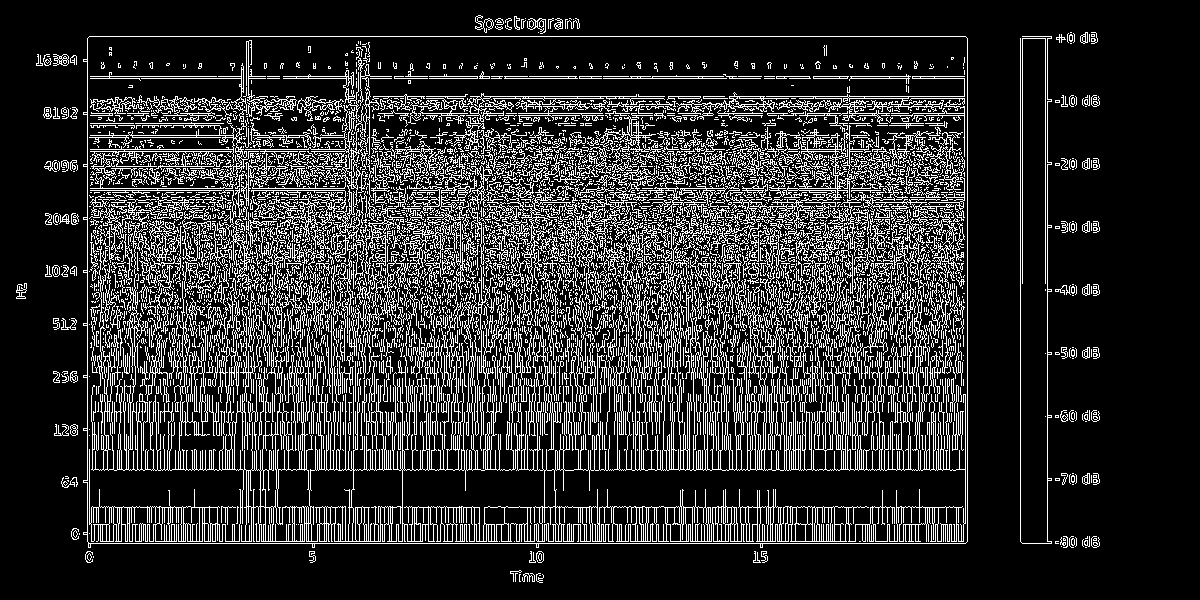 Spectrogram
16384
8192
4096
2048
1024
512
256
128
64
0
Hz
0 5 10 15
Time
+0 dB
-10 dB
-20 dB
-30 dB
-40 dB
-50 dB
-60 dB
-70 dB
-80 dB